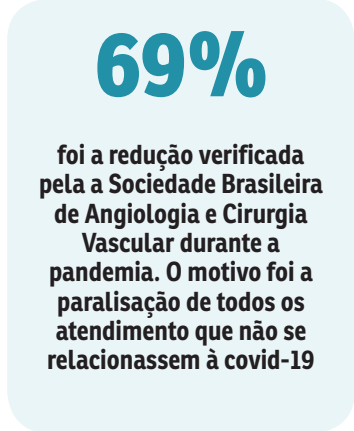 69%
foi a redução verificada
pela a Sociedade Brasileira
de Angiologia e Cirurgia
Vascular durante a
pandemia. O motivo foi a
paralisação de todos os
atendimento que não se
relacionassem à covid-19